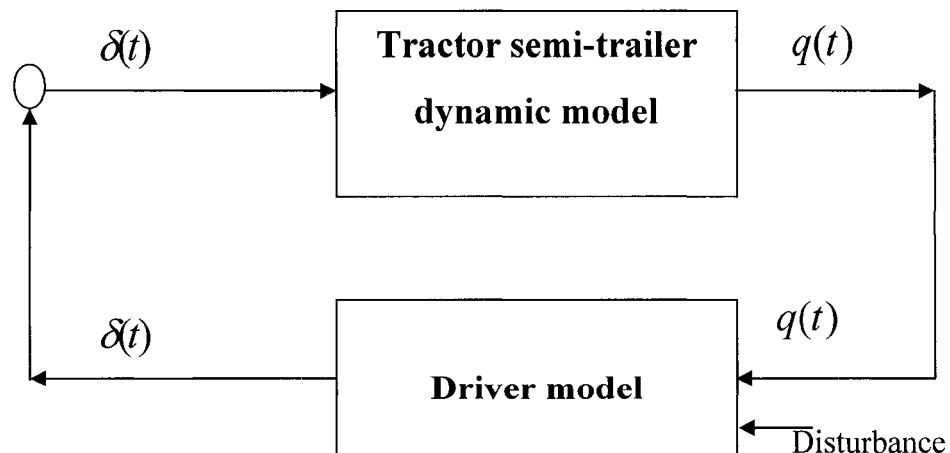 δ(t)
Tractor semi-trailer
dynamic model
q(t)
δ(t)
Driver model
q(t)
Disturbance